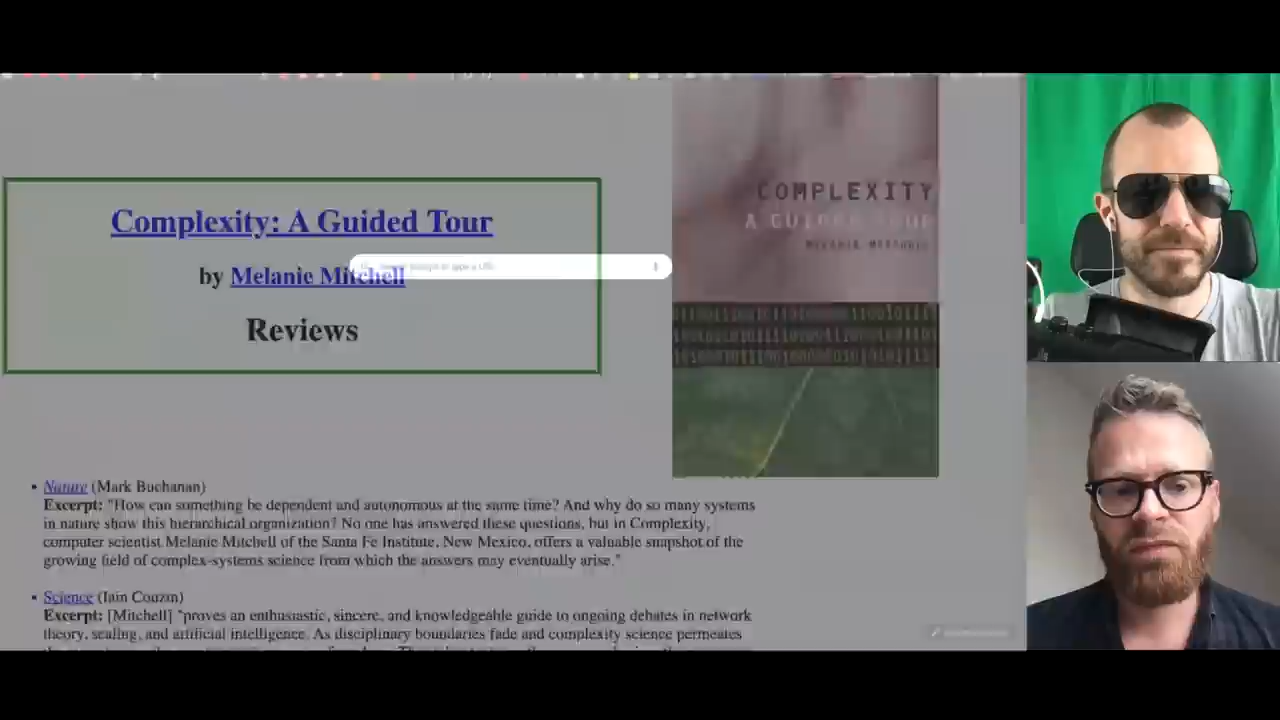 Complexity: A Guided Tour
by Melanie Mitchell
Reviews
COMPLEXITY
A GUIDED TOUR
MELANIE MITCHELL
• Nature (Mark Buchanan)
Excerpt: "How can something be dependent and autonomous at the same time? And why do so many systems
in nature show this hierarchical organization? No one has answered these questions, but in Complexity,
computer scientist Melanie Mitchell of the Santa Fe Institute, New Mexico, offers a valuable snapshot of the
growing field of complex-systems science from which the answers may eventually arise."
• Science (Iain Couzin)
Excerpt: [Mitchell] "proves an enthusiastic, sincere, and knowledgeable guide to ongoing debates in network
theory, scaling, and artificial intelligence. As disciplinary boundaries fade and complexity science permeates